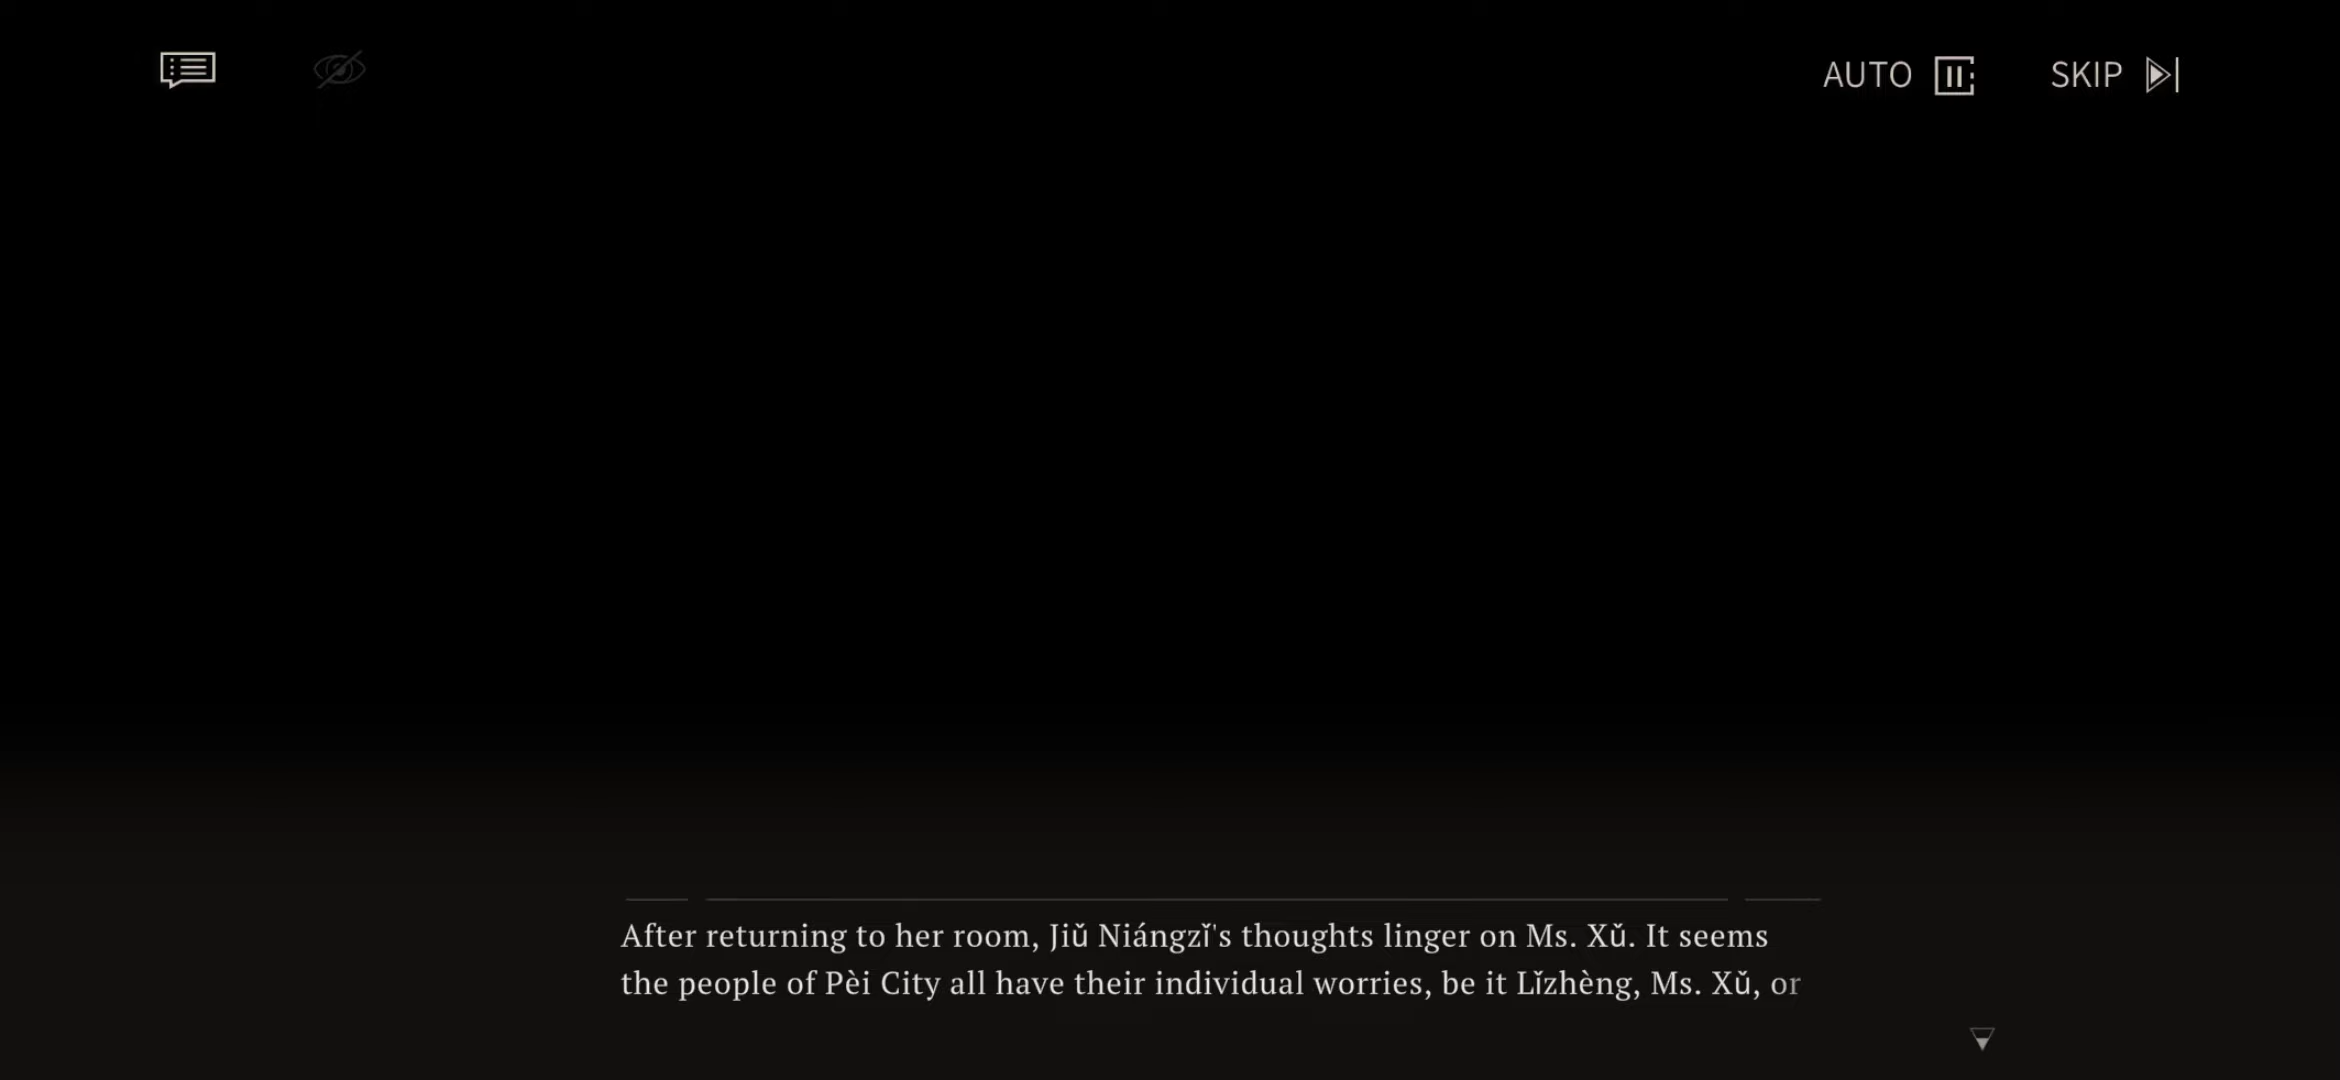 AUTO
SKIP
After returning to her room, Jiǔ Niángzǐ's thoughts linger on Ms. Xǔ. It seems
the people of Pèi City all have their individual worries, be it Lǐzhèng, Ms. Xǔ, or